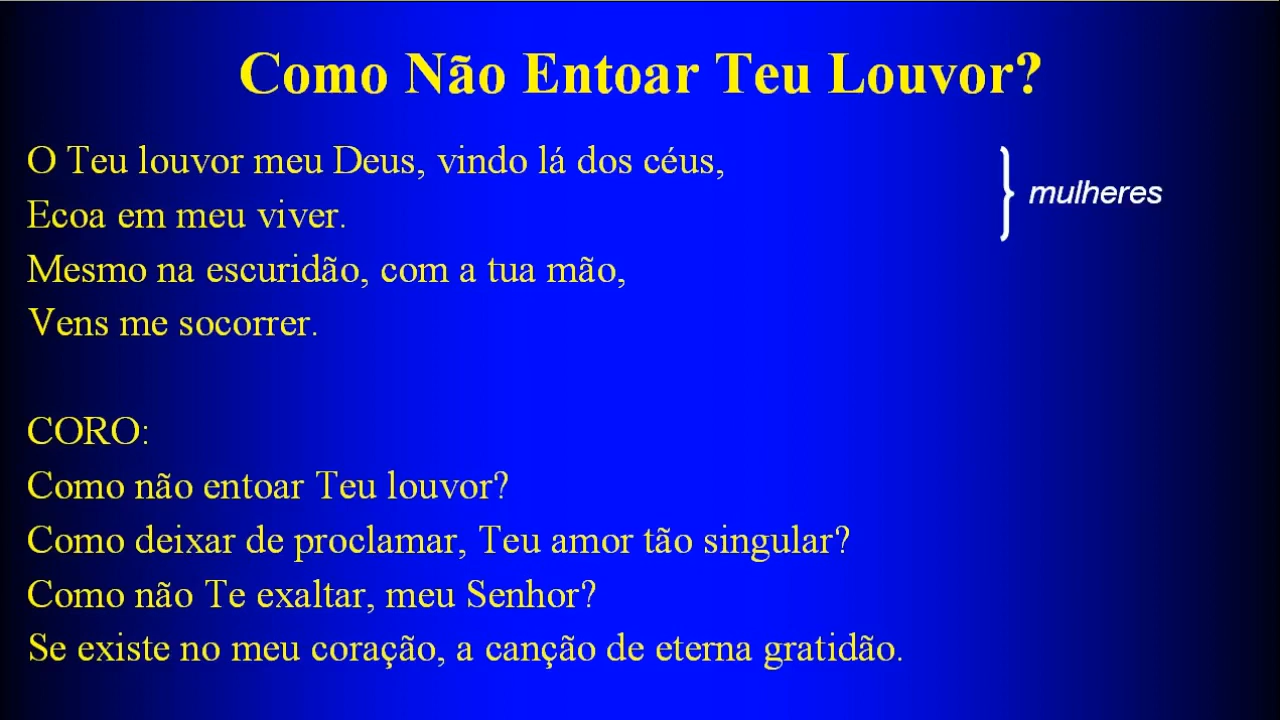 Como Não Entoar Teu Louvor?
O Teu louvor meu Deus, vindo lá dos céus,
Ecoa em meu viver.
mulheres
Mesmo na escuridão, com a tua mão,
Vens me socorrer.
CORO:
Como não entoar Teu louvor?
Como deixar de proclamar, Teu amor tão singular?
Como não Te exaltar, meu Senhor?
Se existe no meu coração, a canção de eterna gratidão.